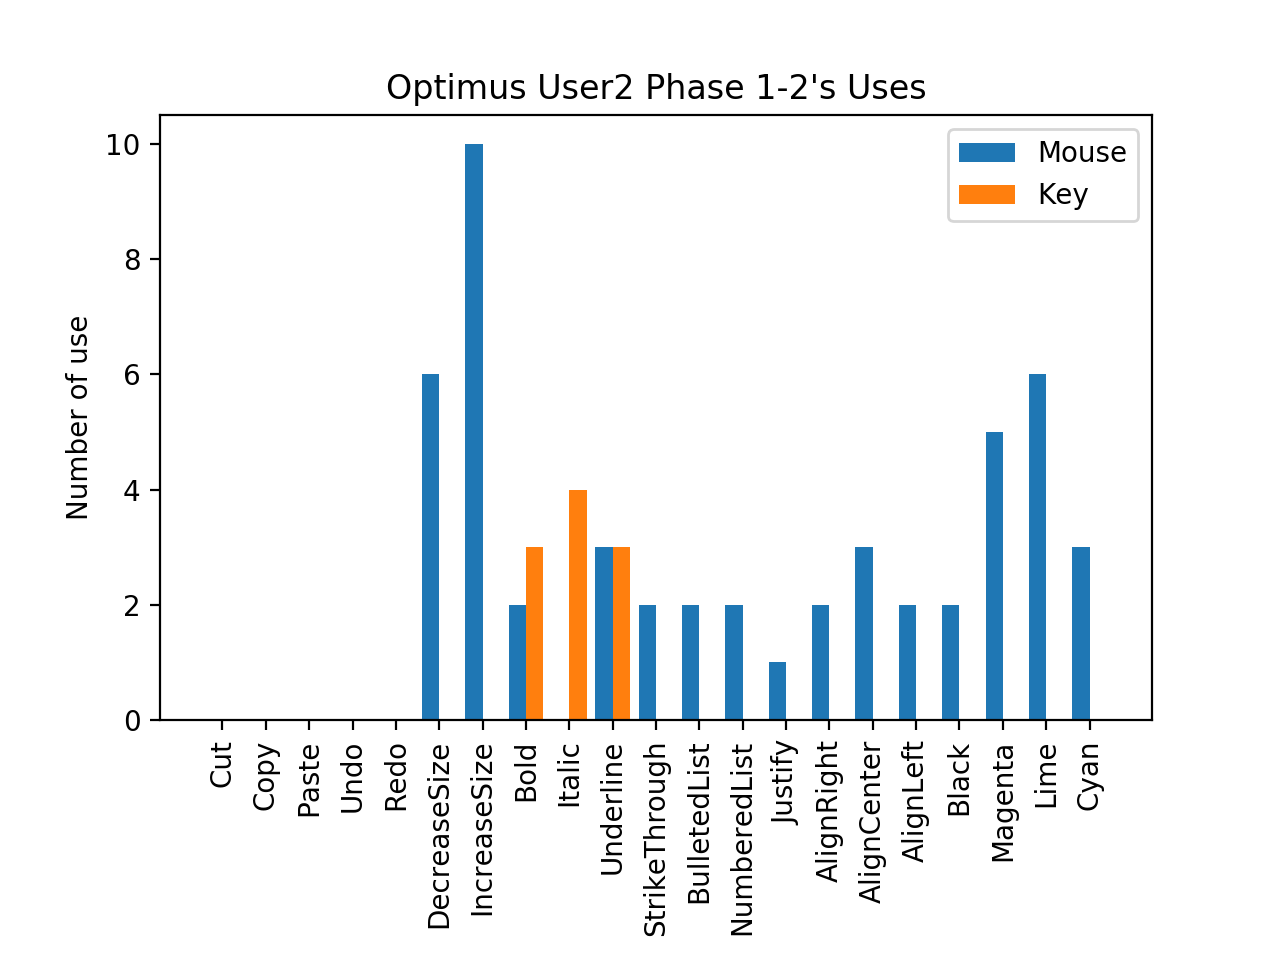 Optimus User2 Phase 1-2's Uses
Mouse
Key
Number of use
10
8
6
4
2
0
Cut
Copy
Paste
Undo
Redo
DecreaseSize
IncreaseSize
Bold
Italic
Underline
StrikeThrough
BulletedList
NumberedList
Justify
AlignRight
AlignCenter
AlignLeft
Black
Magenta
Lime
Cyan